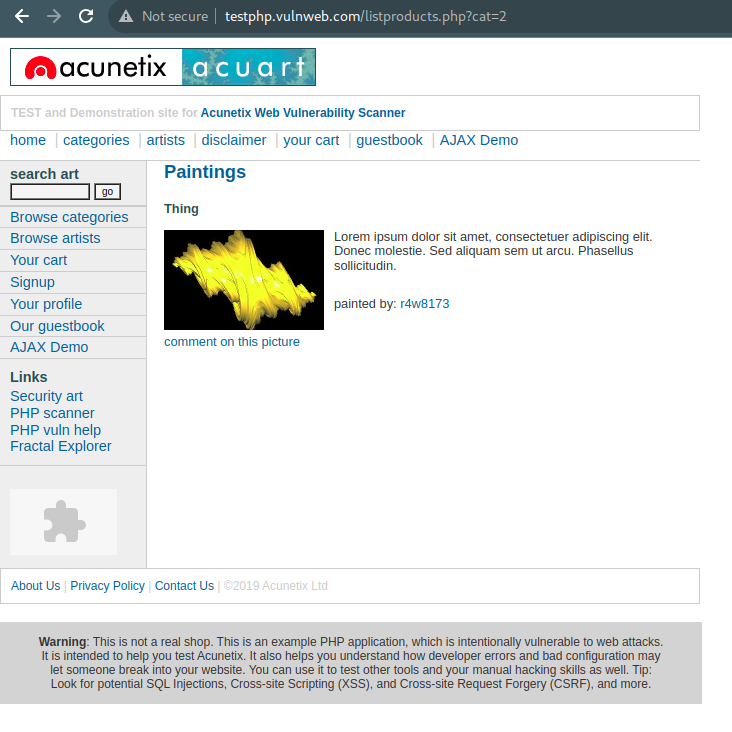 Not secure | testphp.vulnweb.com/listproducts.php?cat=2
acunetix acuart
TEST and Demonstration site for Acunetix Web Vulnerability Scanner
home | categories | artists | disclaimer | your cart | guestbook | AJAX Demo
search art
go
Browse categories
Browse artists
Your cart
Signup
Your profile
Our guestbook
AJAX Demo
Links
Security art
PHP scanner
PHP vuln help
Fractal Explorer
Paintings
Thing
Lorem ipsum dolor sit amet, consectetuer adipiscing elit.
Donec molestie. Sed aliquam sem ut arcu. Phasellus
sollicitudin.
painted by: r4w8173
comment on this picture
About Us | Privacy Policy | Contact Us | ©2019 Acunetix Ltd
Warning: This is not a real shop. This is an example PHP application, which is intentionally vulnerable to web attacks.
It is intended to help you test Acunetix. It also helps you understand how developer errors and bad configuration may
let someone break into your website. You can use it to test other tools and your manual hacking skills as well. Tip:
Look for potential SQL Injections, Cross-site Scripting (XSS), and Cross-site Request Forgery (CSRF), and more.